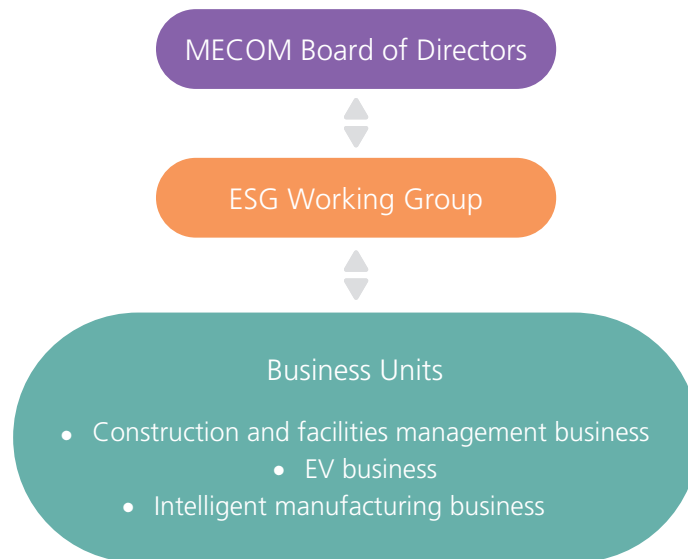 MECOM Board of Directors
ESG Working Group
Business Units
• Construction and facilities management business
• EV business
• Intelligent manufacturing business